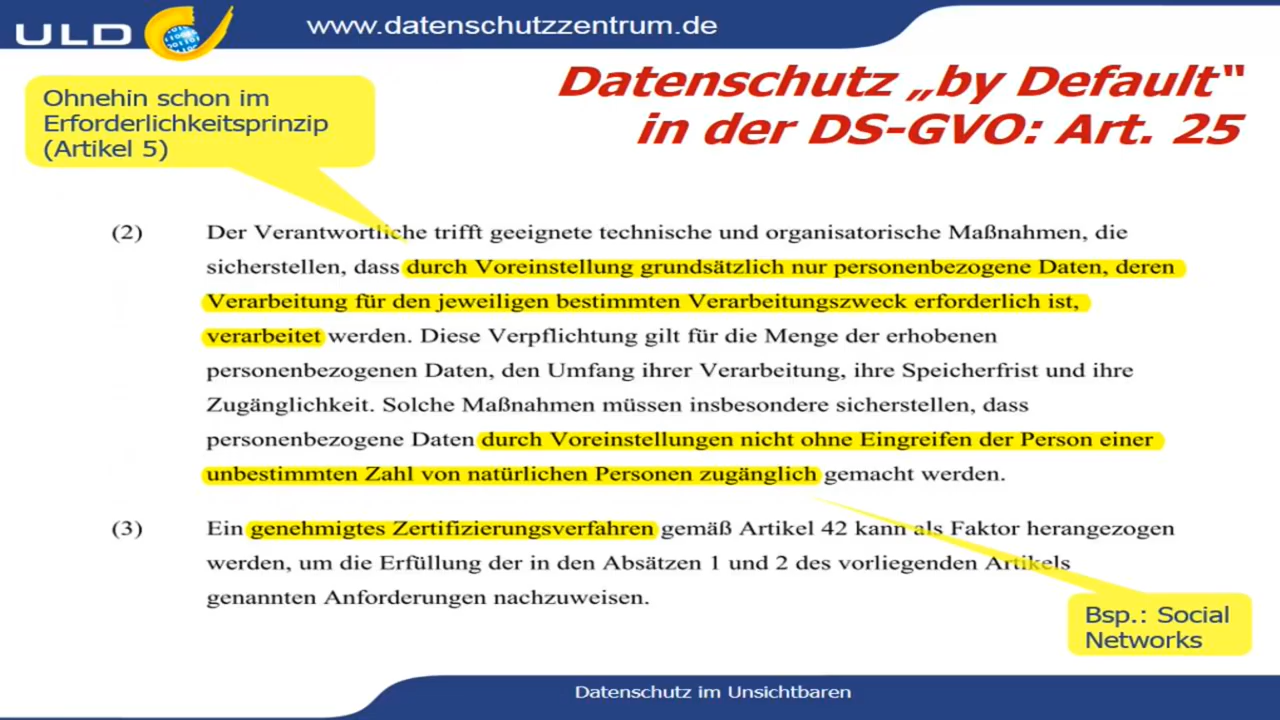 ULD
www.datenschutzzentrum.de
Datenschutz „by Default“
in der DS-GVO: Art. 25
Ohnehin schon im
Erforderlichkeitsprinzip
(Artikel 5)
(2) Der Verantwortliche trifft geeignete technische und organisatorische Maßnahmen, die
sicherstellen, dass durch Voreinstellung grundsätzlich nur personenbezogene Daten, deren
Verarbeitung für den jeweiligen bestimmten Verarbeitungszweck erforderlich ist,
verarbeitet werden. Diese Verpflichtung gilt für die Menge der erhobenen
personenbezogenen Daten, den Umfang ihrer Verarbeitung, ihre Speicherfrist und ihre
Zugänglichkeit. Solche Maßnahmen müssen insbesondere sicherstellen, dass
personenbezogene Daten durch Voreinstellungen nicht ohne Eingreifen der Person einer
unbestimmten Zahl von natürlichen Personen zugänglich gemacht werden.
(3) Ein genehmigtes Zertifizierungsverfahren gemäß Artikel 42 kann als Faktor herangezogen
werden, um die Erfüllung der in den Absätzen 1 und 2 des vorliegenden Artikels
genannten Anforderungen nachzuweisen.
Bsp.: Social
Networks
Datenschutz im Unsichtbaren